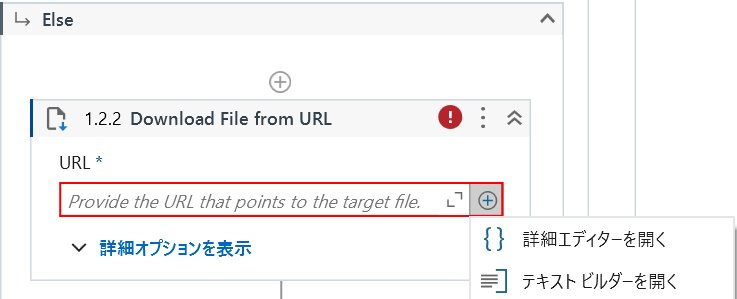 Else
1.2.2 Download File from URL
URL *
Provide the URL that points to the target file.
詳細オプションを表示
詳細エディターを開く
テキスト ビルダーを開く